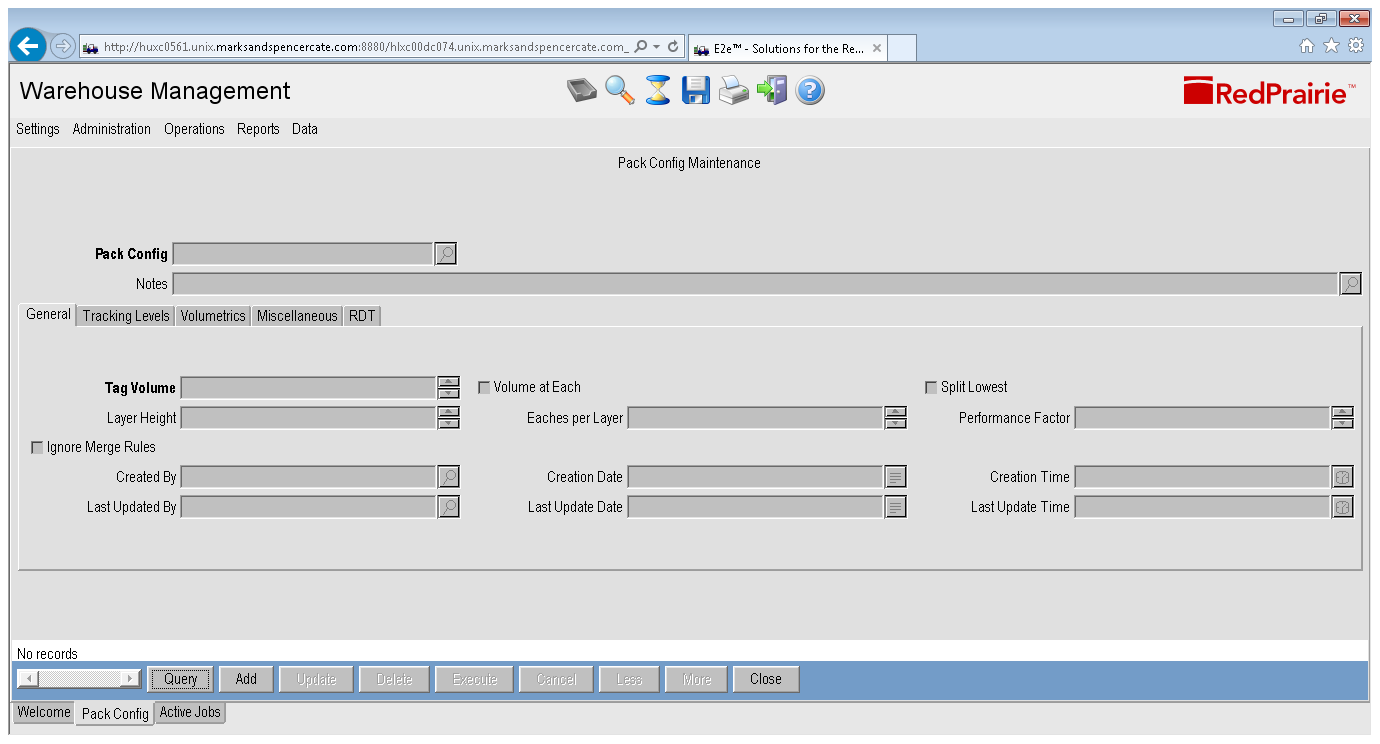 http://huxc0561.unix.marksandspencercate.com:8880/hlxc00dc074.unix.marksandspencercate.com_
E2e™ - Solutions for the Re...
Warehouse Management
RedPrairie™
Settings Administration Operations Reports Data
Pack Config Maintenance
Pack Config
Notes
General Tracking Levels Volumetrics Miscellaneous RDT
Tag Volume Volume at Each Split Lowest
Layer Height Eaches per Layer Performance Factor
Ignore Merge Rules
Created By Creation Date Creation Time
Last Updated By Last Update Date Last Update Time
No records
Query Add Update Delete Execute Cancel Less More Close
Welcome Pack Config Active Jobs